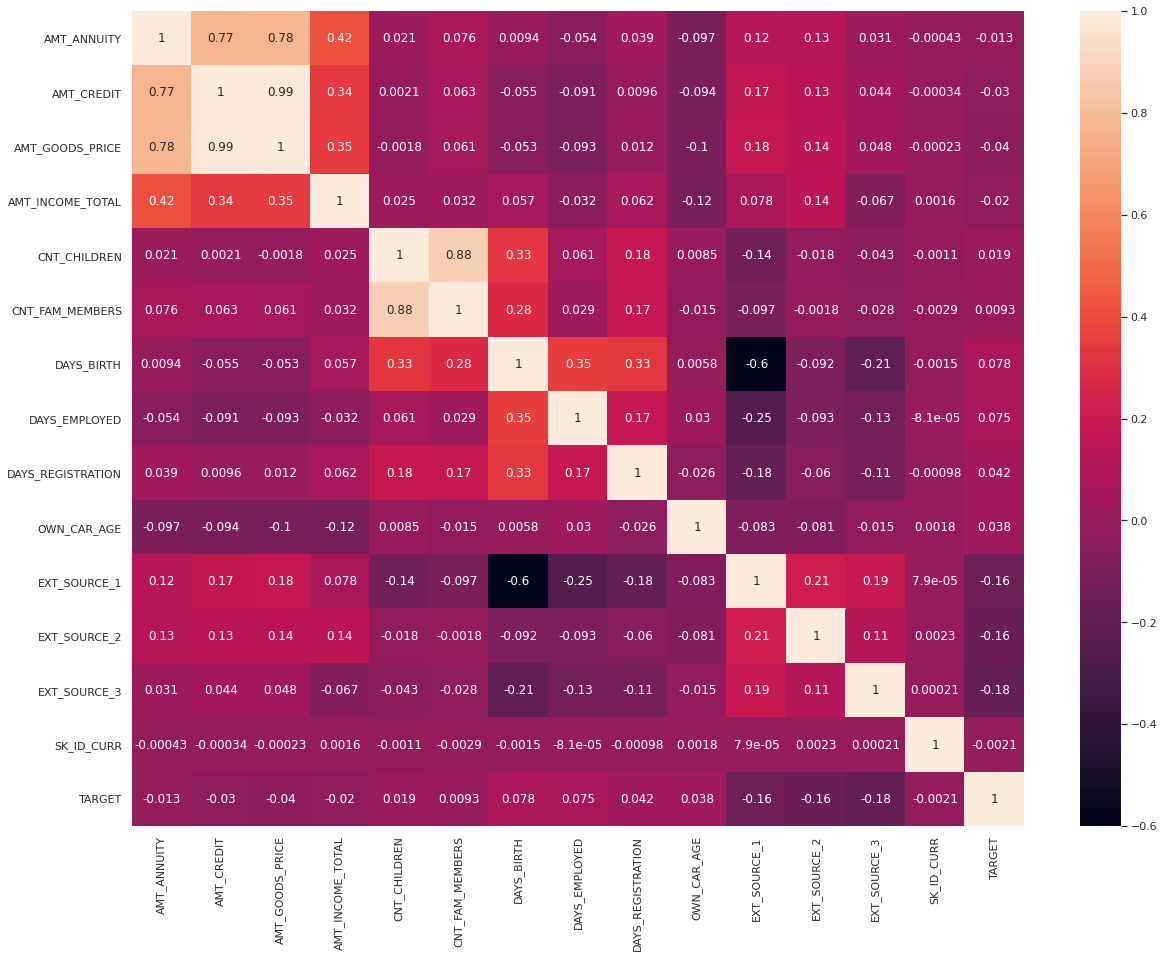 AMT_ANNUITY 1 0.77 0.78 0.42 0.021 0.076 0.0094 -0.054 0.039 -0.097 0.12 0.13 0.031 -0.00043 -0.013
AMT_CREDIT 0.77 1 0.99 0.34 0.0021 0.063 -0.055 -0.091 0.0096 -0.094 0.17 0.13 0.044 -0.00034 -0.03
AMT_GOODS_PRICE 0.78 0.99 1 0.35 -0.0018 0.061 -0.053 -0.093 0.012 -0.1 0.18 0.14 0.048 -0.00023 -0.04
AMT_INCOME_TOTAL 0.42 0.34 0.35 1 0.025 0.032 0.057 -0.032 0.062 -0.12 0.078 0.14 -0.067 0.0016 -0.02
CNT_CHILDREN 0.021 0.0021 -0.0018 0.025 1 0.88 0.33 0.061 0.18 0.0085 -0.14 -0.018 -0.043 -0.0011 0.019
CNT_FAM_MEMBERS 0.076 0.063 0.061 0.032 0.88 1 0.28 0.029 0.17 -0.015 -0.097 -0.0018 -0.028 -0.0029 0.0093
DAYS_BIRTH 0.0094 -0.055 -0.053 0.057 0.33 0.28 1 0.35 0.33 0.0058 -0.6 -0.092 -0.21 -0.0015 0.078
DAYS_EMPLOYED -0.054 -0.091 -0.093 -0.032 0.061 0.029 0.35 1 0.17 0.03 -0.25 -0.093 -0.13 -8.1e-05 0.075
DAYS_REGISTRATION 0.039 0.0096 0.012 0.062 0.18 0.17 0.33 0.17 1 -0.026 -0.18 -0.06 -0.11 -0.00098 0.042
OWN_CAR_AGE -0.097 -0.094 -0.1 -0.12 0.0085 -0.015 0.0058 0.03 -0.026 1 -0.083 -0.081 -0.015 0.0018 0.038
EXT_SOURCE_1 0.12 0.17 0.18 0.078 -0.14 -0.097 -0.6 -0.25 -0.18 -0.083 1 0.21 0.19 7.9e-05 -0.16
EXT_SOURCE_2 0.13 0.13 0.14 0.14 -0.018 -0.0018 -0.092 -0.093 -0.06 -0.081 0.21 1 0.11 0.0023 -0.16
EXT_SOURCE_3 0.031 0.044 0.048 -0.067 -0.043 -0.028 -0.21 -0.13 -0.11 -0.015 0.19 0.11 1 0.00021 -0.18
SK_ID_CURR -0.00043 -0.00034 -0.00023 0.0016 -0.0011 -0.0029 -0.0015 -8.1e-05 -0.00098 0.0018 7.9e-05 0.0023 0.00021 1 -0.0021
TARGET -0.013 -0.03 -0.04 -0.02 0.019 0.0093 0.078 0.075 0.042 0.038 -0.16 -0.16 -0.18 -0.0021 1
AMT_ANNUITY
AMT_CREDIT
AMT_GOODS_PRICE
AMT_INCOME_TOTAL
CNT_CHILDREN
CNT_FAM_MEMBERS
DAYS_BIRTH
DAYS_EMPLOYED
DAYS_REGISTRATION
OWN_CAR_AGE
EXT_SOURCE_1
EXT_SOURCE_2
EXT_SOURCE_3
SK_ID_CURR
TARGET
1.0
0.8
0.6
0.4
0.2
0.0
−0.2
−0.4
−0.6